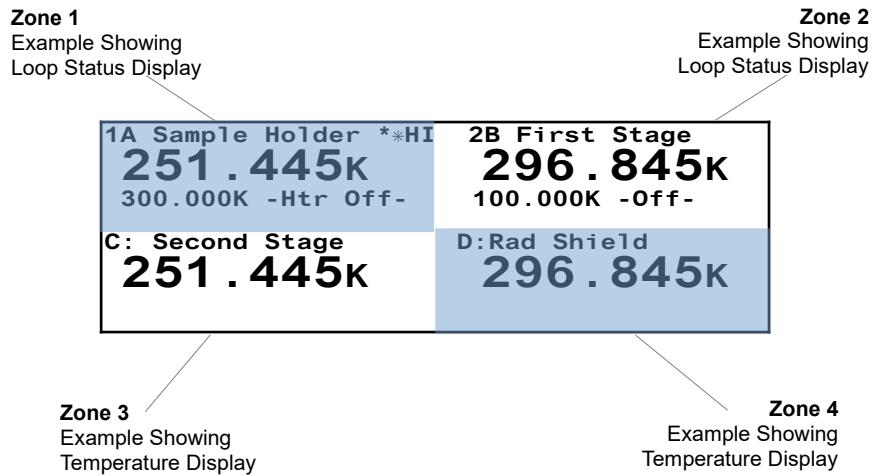 Zone 1
Example Showing
Loop Status Display
Zone 2
Example Showing
Loop Status Display
1A Sample Holder *✳HI
251.445K
300.000K -Htr Off-
2B First Stage
296.845K
100.000K -Off-
C: Second Stage
251.445K
D:Rad Shield
296.845K
Zone 3
Example Showing
Temperature Display
Zone 4
Example Showing
Temperature Display